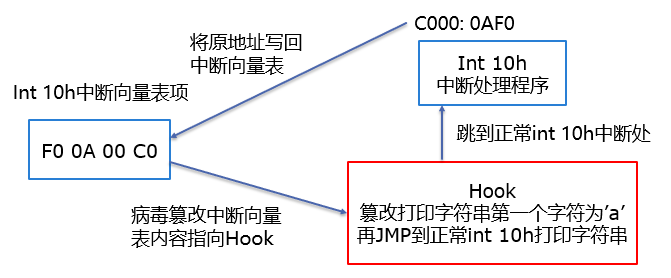 C000: 0AF0
将原地址写回
中断向量表
Int 10h
中断处理程序
Int 10h中断向量表项
F0 0A 00 C0
跳到正常int 10h中断处
病毒篡改中断向量
表内容指向Hook
Hook
篡改打印字符串第一个字符为’a’
再JMP到正常int 10h打印字符串